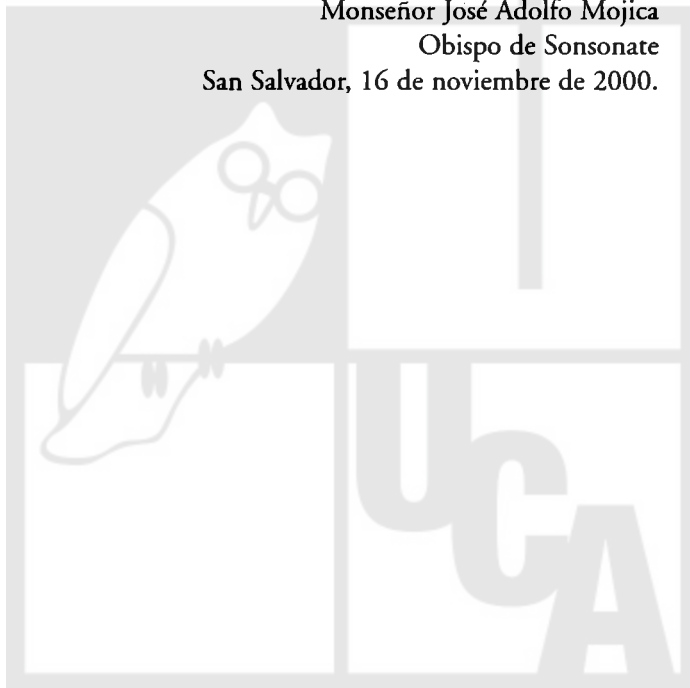 Monseñor José Adolfo Mojica
Obispo de Sonsonate
San Salvador, 16 de noviembre de 2000.
UCA